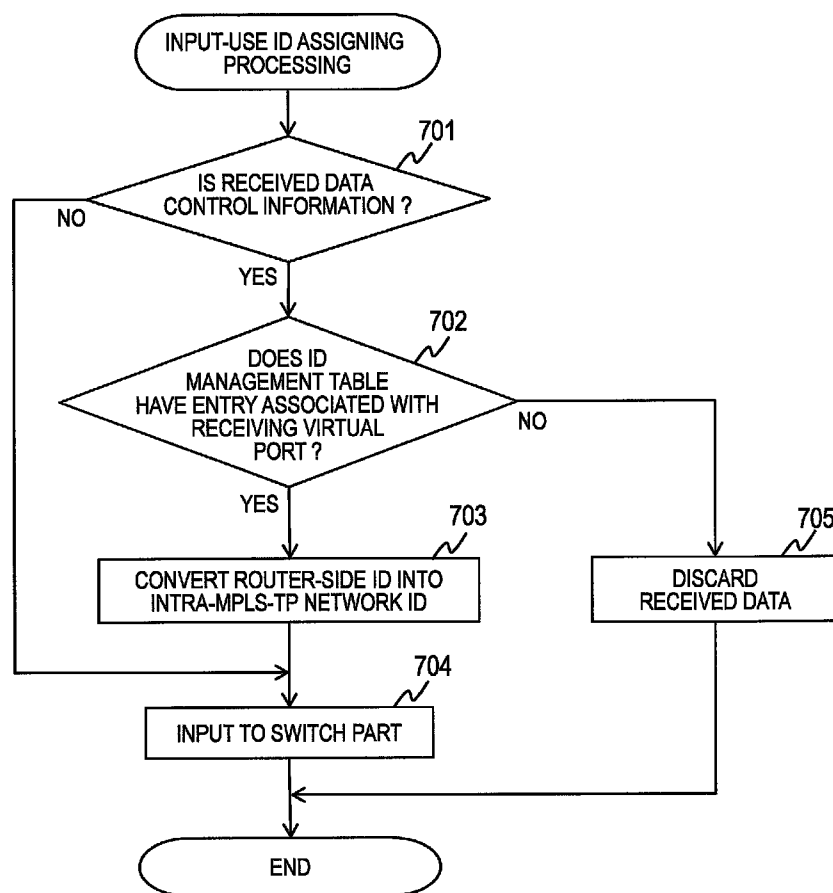 INPUT-USE ID ASSIGNING
PROCESSING
701
IS RECEIVED DATA
CONTROL INFORMATION ?
NO
YES
702
DOES ID
MANAGEMENT TABLE
HAVE ENTRY ASSOCIATED WITH
RECEIVING VIRTUAL
PORT ?
NO
YES
703
CONVERT ROUTER-SIDE ID INTO
INTRA-MPLS-TP NETWORK ID
705
DISCARD
RECEIVED DATA
704
INPUT TO SWITCH PART
END